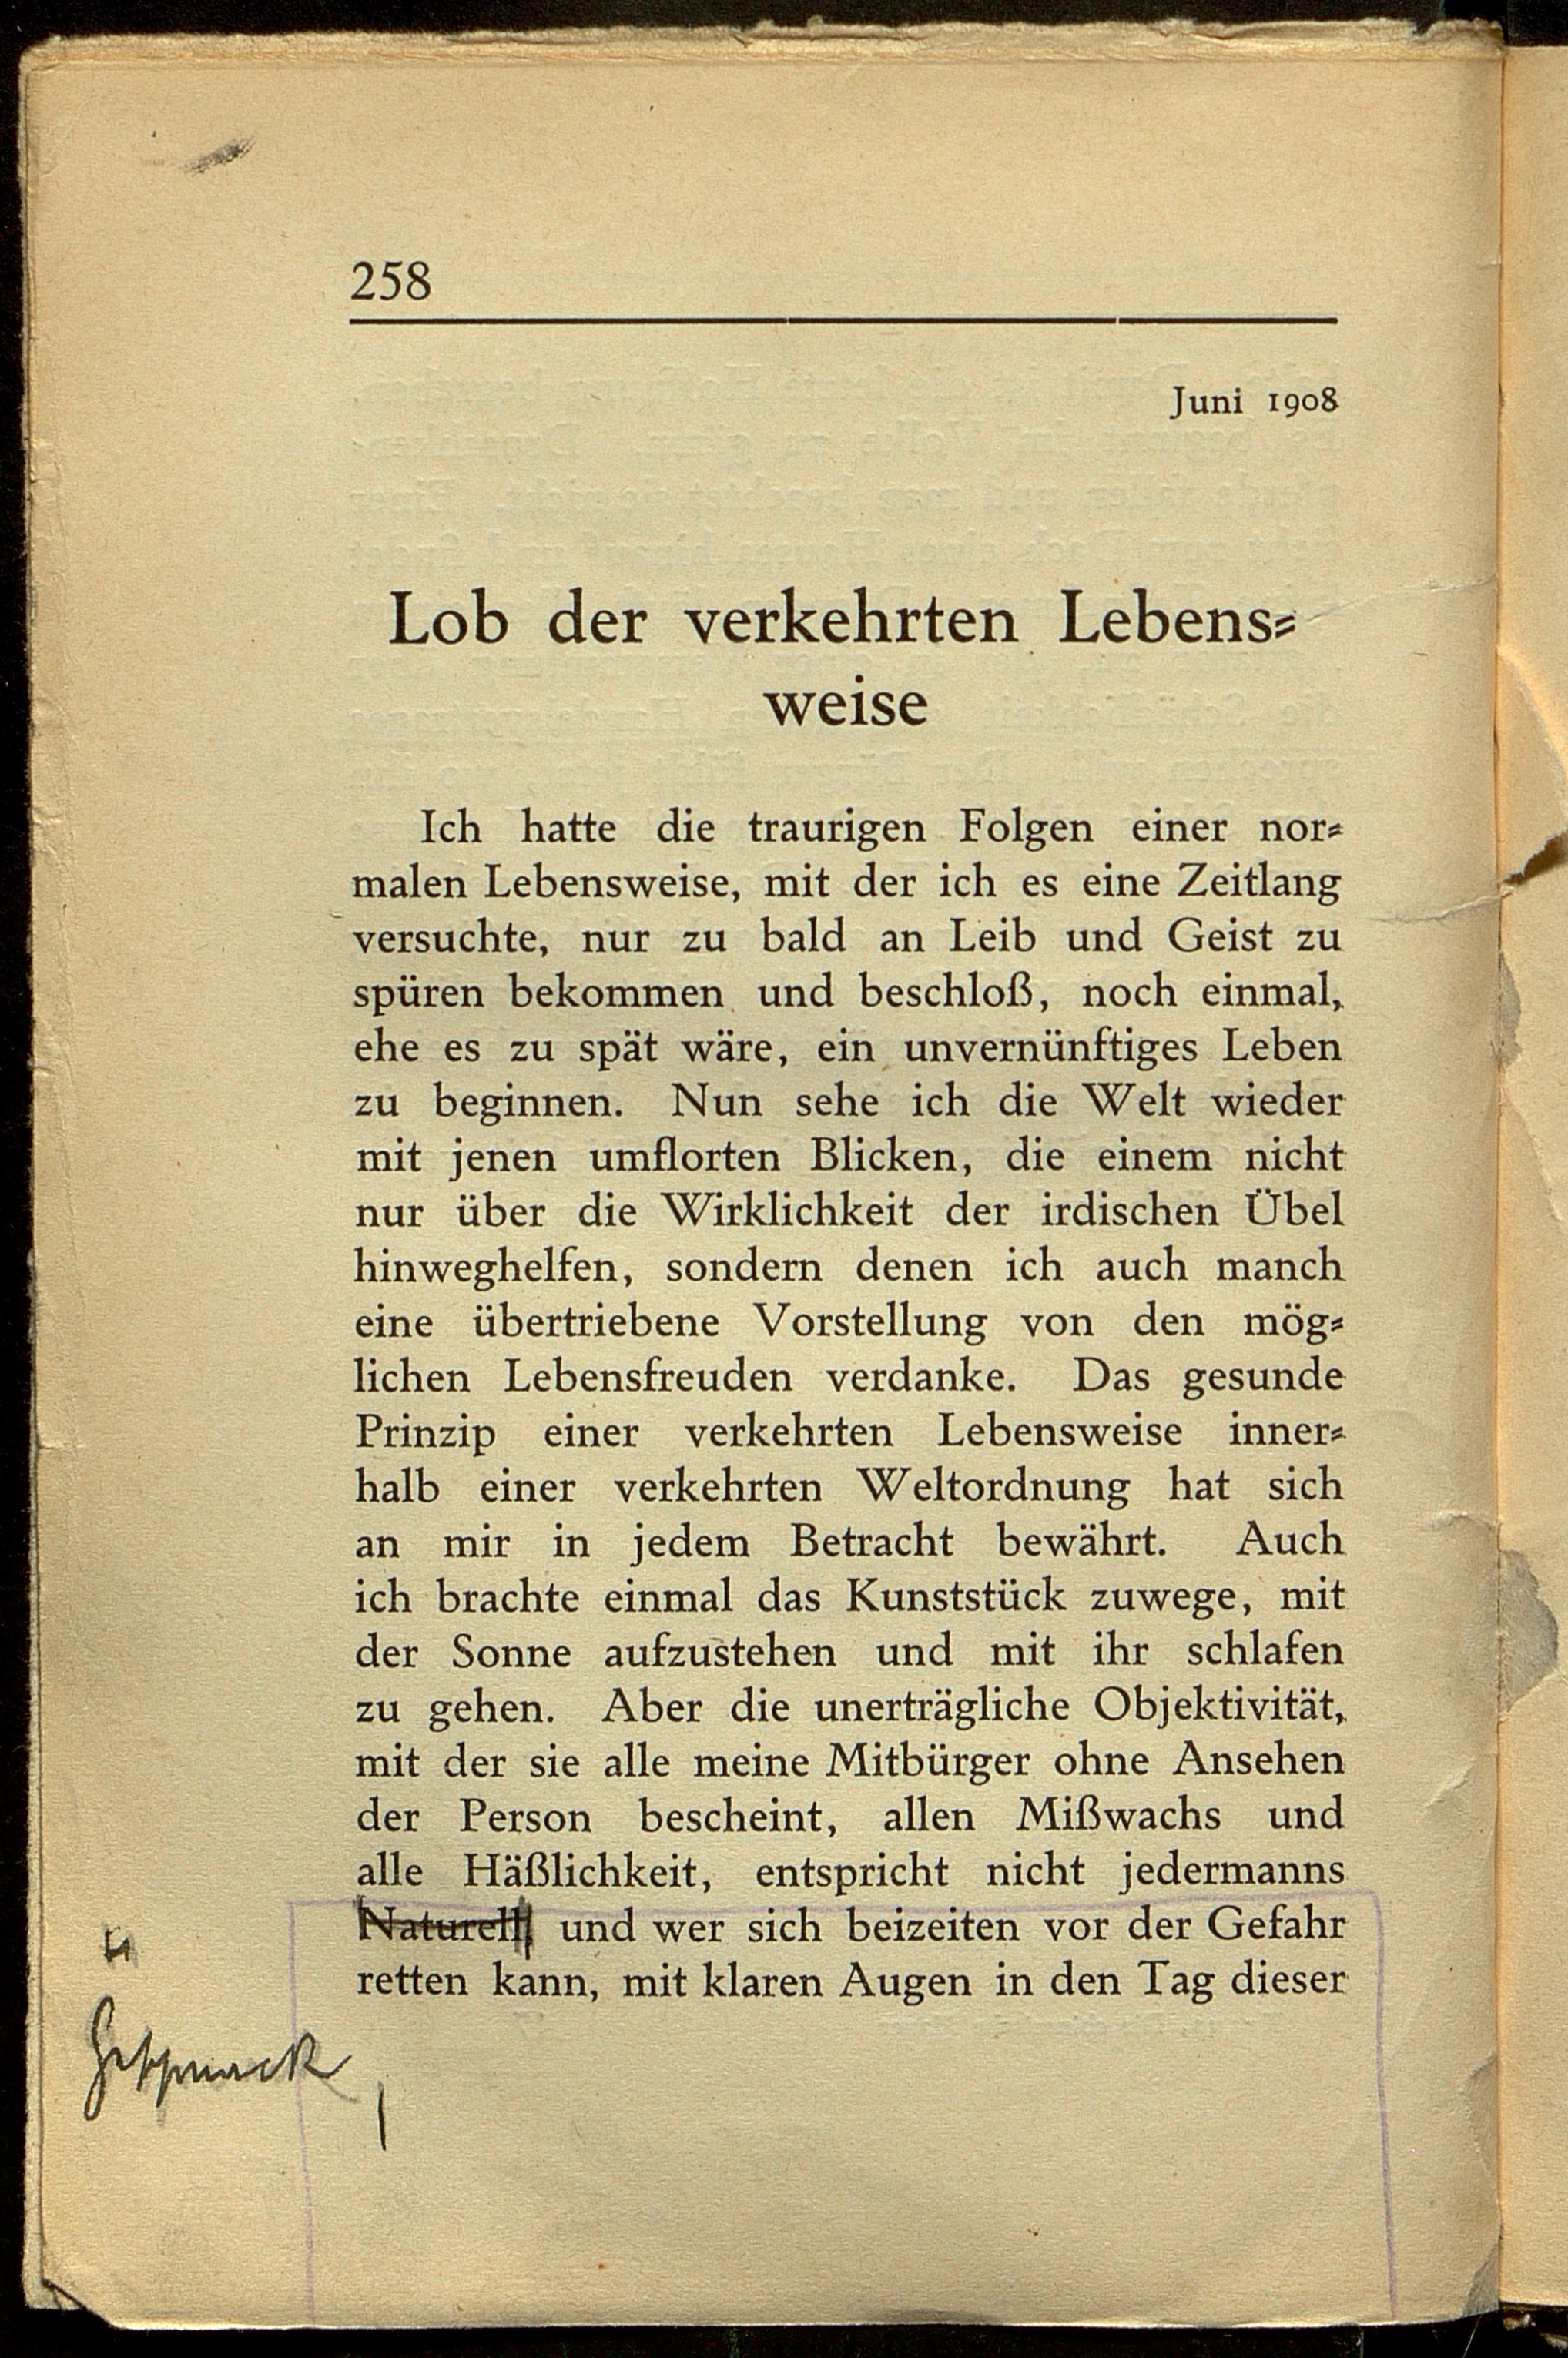 258
Juni 1908
Lob der verkehrten Lebens⸗
weise
Ich hatte die traurigen Folgen einer nor⸗
malen Lebensweise, mit der ich es eine Zeitlang
versuchte, nur zu bald an Leib und Geist zu
spüren bekommen und beschloß, noch einmal,
ehe es zu spät wäre, ein unvernünftiges Leben
zu beginnen. Nun sehe ich die Welt wieder
mit jenen umflorten Blicken, die einem nicht
nur über die Wirklichkeit der irdischen Übel
hinweghelfen, sondern denen ich auch manch
eine übertriebene Vorstellung von den mög⸗
lichen Lebensfreuden verdanke. Das gesunde
Prinzip einer verkehrten Lebensweise inner⸗
halb einer verkehrten Weltordnung hat sich
an mir in jedem Betracht bewährt. Auch
ich brachte einmal das Kunststück zuwege, mit
der Sonne aufzustehen und mit ihr schlafen
zu gehen. Aber die unerträgliche Objektivität,
mit der sie alle meine Mitbürger ohne Ansehen
der Person bescheint, allen Mißwachs und
alle Häßlichkeit, entspricht nicht jedermanns
Naturell, und wer sich beizeiten vor der Gefahr
retten kann, mit klaren Augen in den Tag dieser
Geschmack